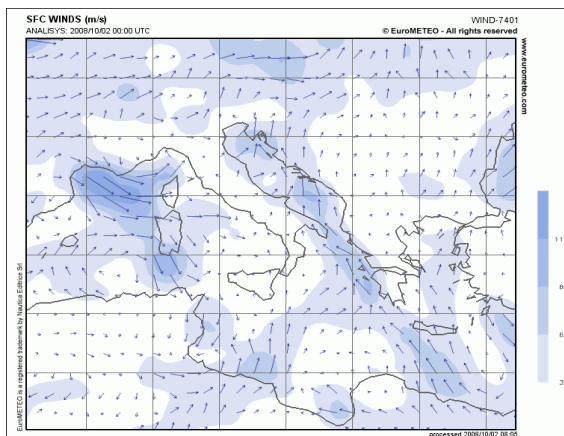 SFC WINDS (m/s)
WIND-7401
ANALISYS: 2008/10/02 00:00 UTC
© EuroMETEO - All rights reserved
www.eurometeo.com
11
8
6
3
EuroMETEO is a registered trademark by Nautica Editrice Srl
processed 2008/10/02 08:05